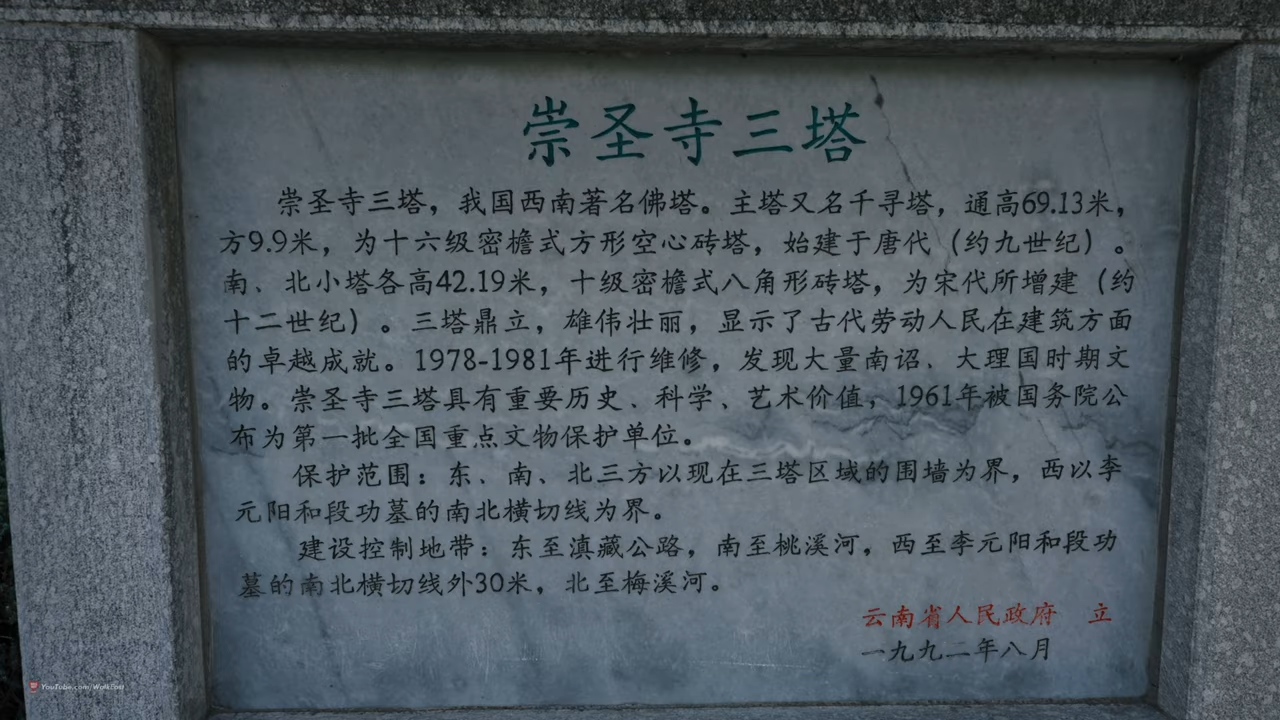 崇圣寺三塔
崇圣寺三塔，我国西南著名佛塔。主塔又名千寻塔，通高69.13米，
方9.9米，为十六级密檐式方形空心砖塔，始建于唐代（约九世纪）。
南、北小塔各高42.19米，十级密檐式八角形砖塔，为宋代所增建（约
十二世纪）。三塔鼎立，雄伟壮丽，显示了古代劳动人民在建筑方面
的卓越成就。1978-1981年进行维修，发现大量南诏、大理国时期文
物。崇圣寺三塔具有重要历史、科学、艺术价值，1961年被国务院公
布为第一批全国重点文物保护单位。
保护范围：东、南、北三方以现在三塔区域的围墙为界，西以李
元阳和段功墓的南北横切线为界。
建设控制地带：东至滇藏公路，南至桃溪河，西至李元阳和段功
墓的南北横切线外30米，北至梅溪河。
云南省人民政府　立
一九九二年八月
YouTube.com/WalkEast